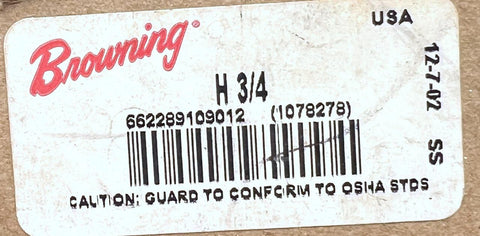 Browning
USA
H 3/4
662289109012 (1078278)
12-7-02 SS
CAUTION: GUARD TO CONFORM TO OSHA STDS